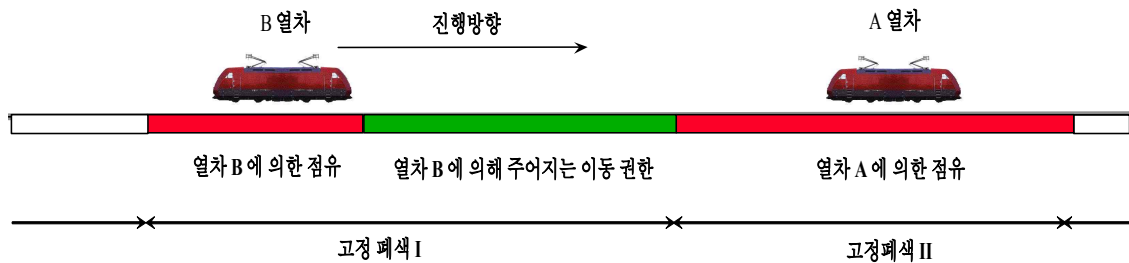 B 열차
진행방향
A 열차
열차 B 에 의한 점유
열차 B 에 의해 주어지는 이동 권한
열차 A 에 의한 점유
고정 폐색 I
고정폐색 II